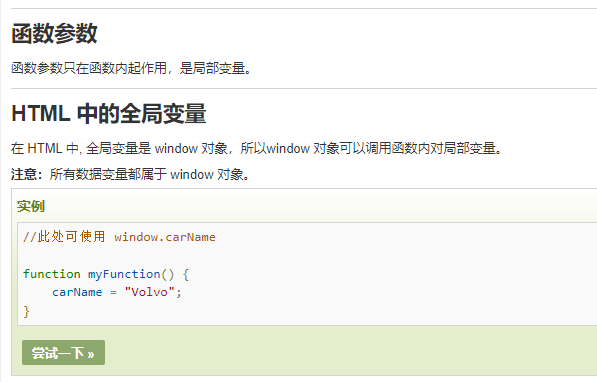 函数参数
函数参数只在函数内起作用，是局部变量。
HTML 中的全局变量
在 HTML 中, 全局变量是 window 对象，所以window 对象可以调用函数内对局部变量。
注意：所有数据变量都属于 window 对象。
实例
//此处可使用 window.carName
function myFunction() {
    carName = "Volvo";
}
尝试一下 »